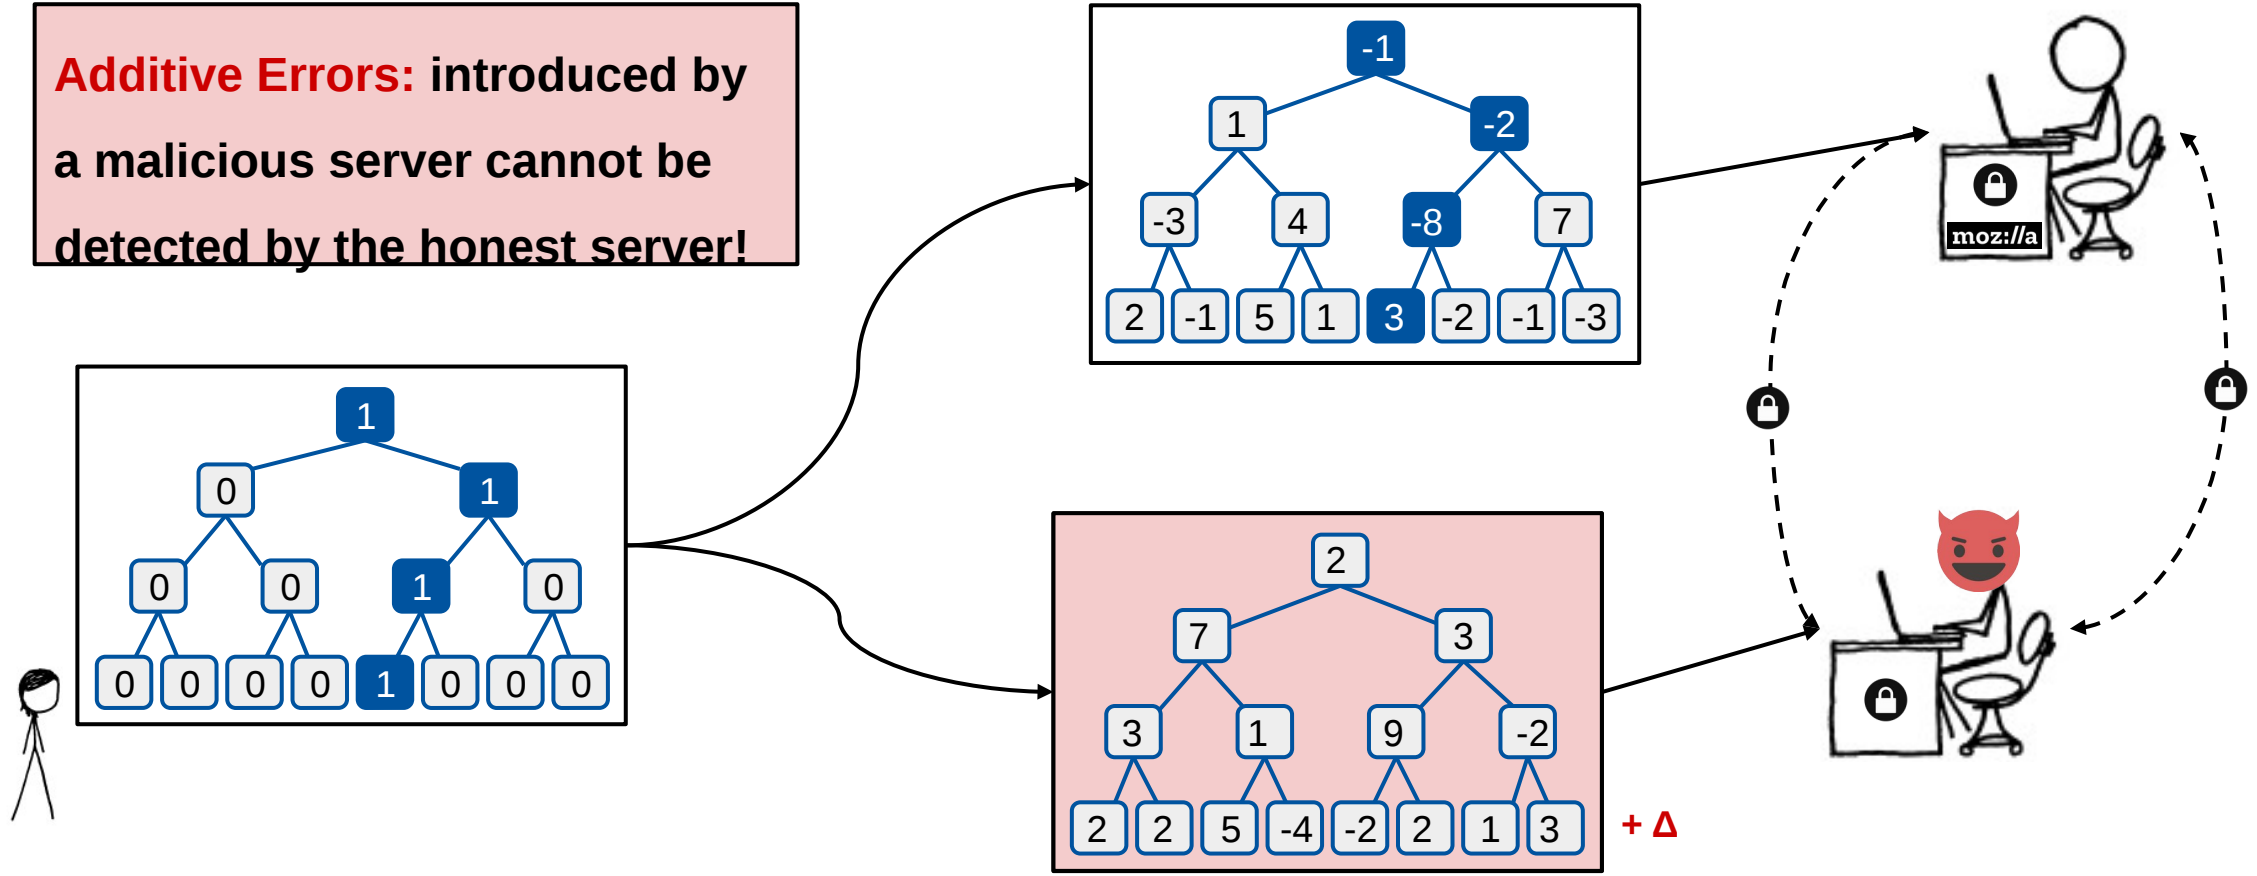 Additive Errors: introduced by
a malicious server cannot be
detected by the honest server!
-1
1 -2
-3 4 -8 7
2 -1 5 1 3 -2 -1 -3
moz://a
1
0 1
0 0 1 0
0 0 0 0 1 0 0 0
2
7 3
3 1 9 -2
2 2 5 -4 -2 2 1 3
+ Δ